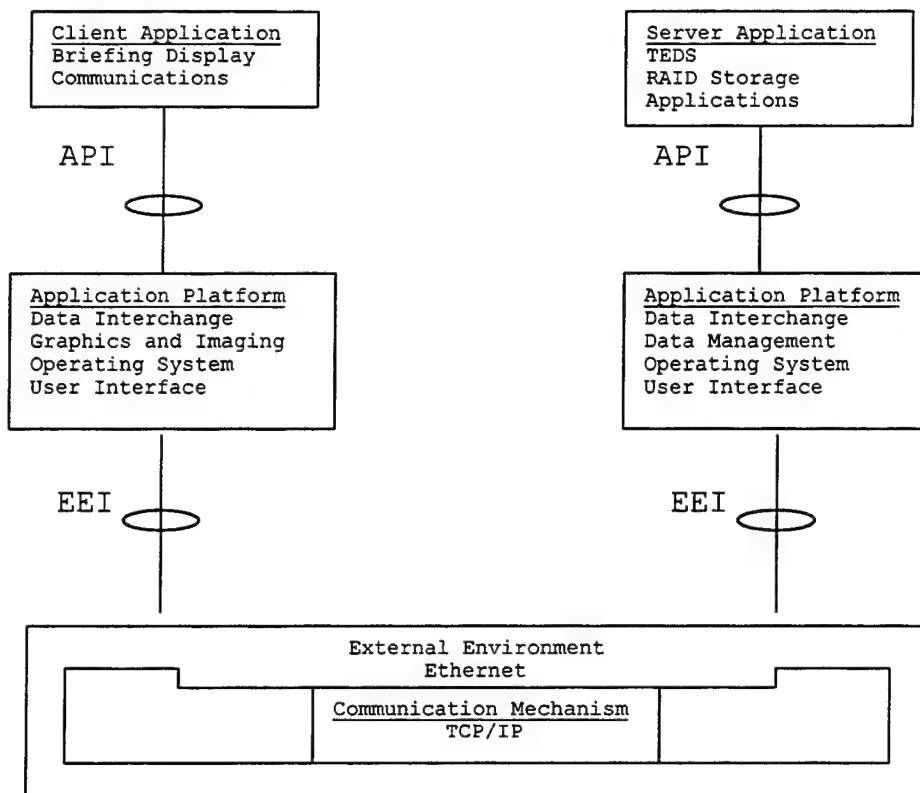 Client Application
Briefing Display
Communications
Server Application
TEDS
RAID Storage
Applications
API
API
Application Platform
Data Interchange
Graphics and Imaging
Operating System
User Interface
Application Platform
Data Interchange
Data Management
Operating System
User Interface
EEI
EEI
External Environment
Ethernet
Communication Mechanism
TCP/IP